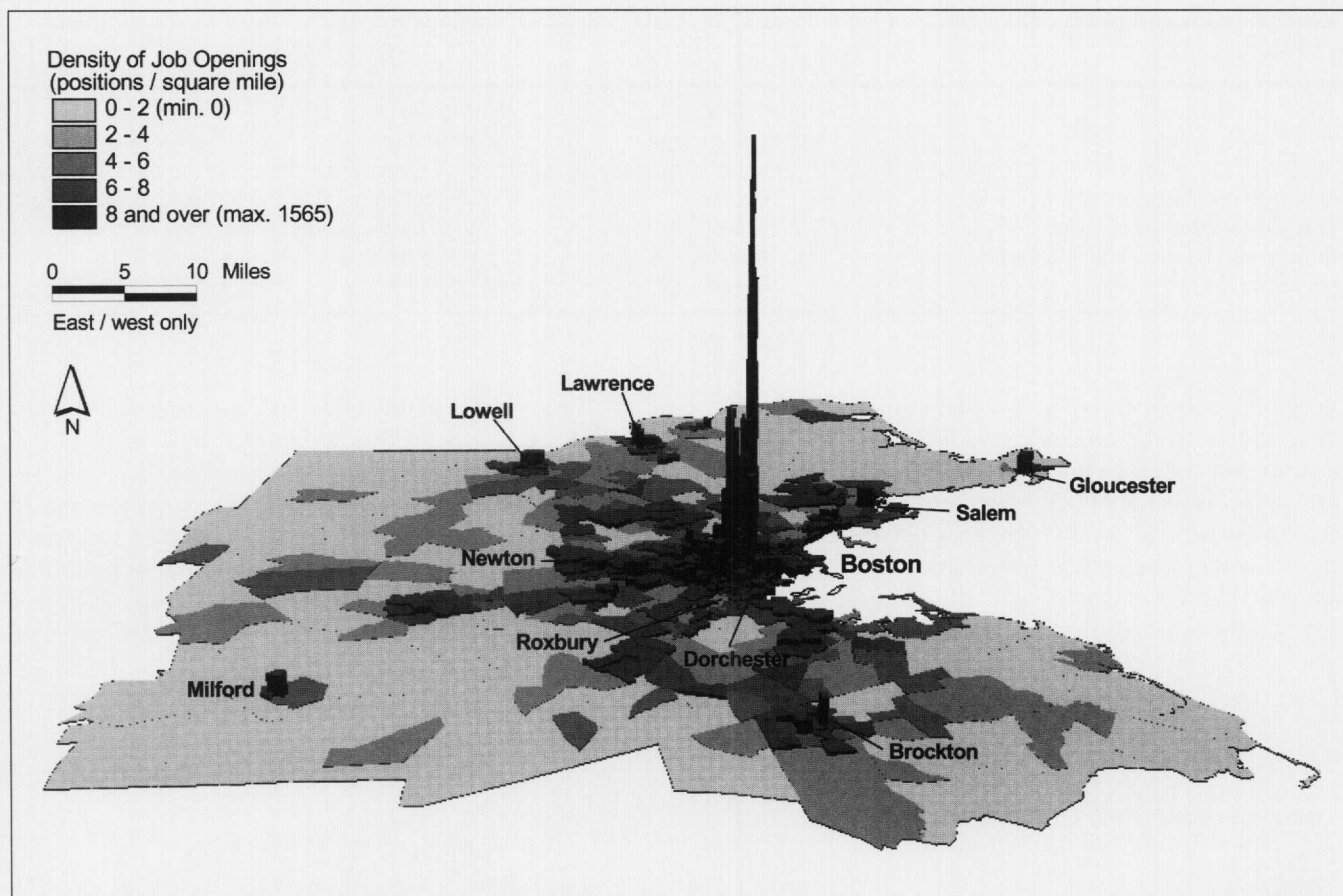 Density of Job Openings
(positions / square mile)
0 - 2 (min. 0)
2 - 4
4 - 6
6 - 8
8 and over (max. 1565)
0 5 10 Miles
East / west only
N
Lawrence
Lowell
Gloucester
Salem
Newton
Boston
Roxbury
Dorchester
Milford
Brockton